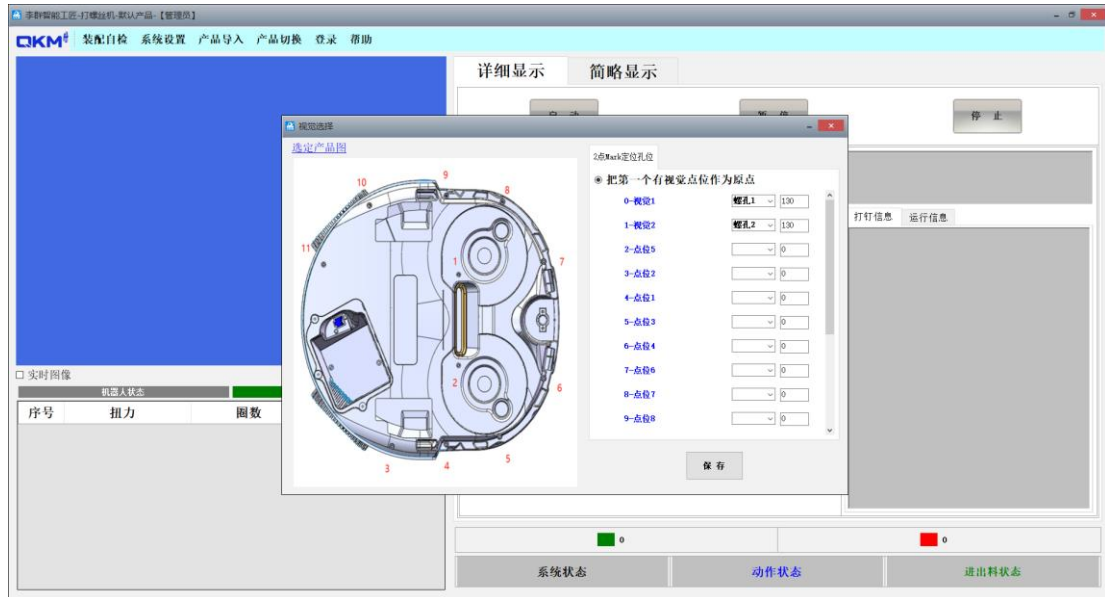 李群智能工匠-打螺丝机-默认产品-【管理员】
QKM 装配自检 系统设置 产品导入 产品切换 登录 帮助
详细显示 简略显示
停 止
视觉选择
选定产品图
2点Mark定位孔位
把第一个有视觉点位作为原点
0-视觉1 螺孔1 130
1-视觉2 螺孔2 130
2-点位5 0
3-点位2 0
4-点位1 0
5-点位3 0
6-点位4 0
7-点位6 0
8-点位7 0
9-点位8 0
保 存
10
9
8
11
1
7
2
6
3
4
5
打钉信息 运行信息
实时图像
机器人状态
序号 扭力 圈数
0 0
系统状态 动作状态 进出料状态